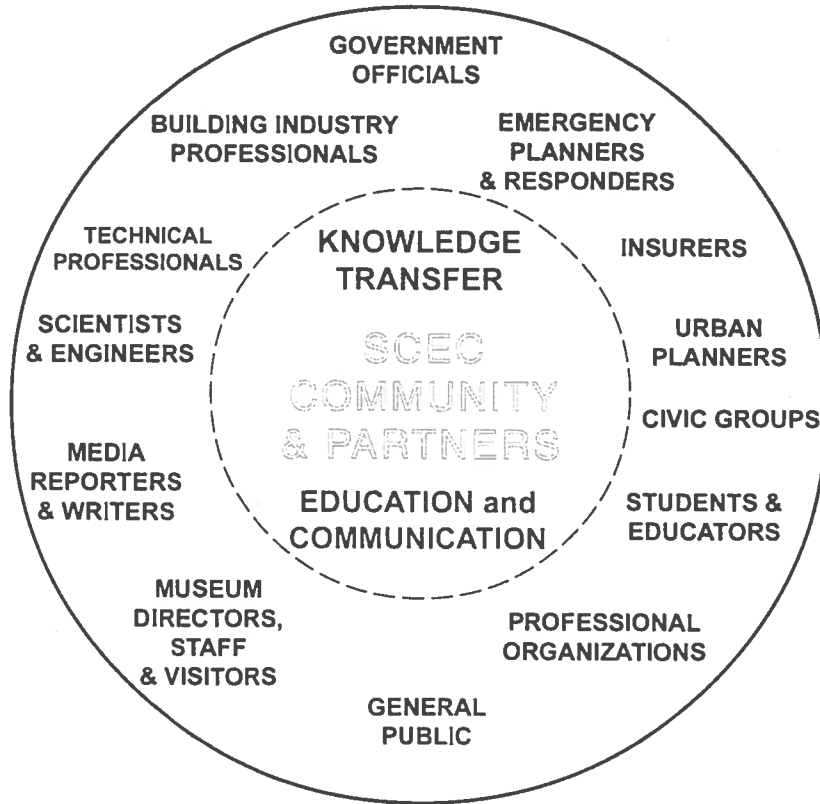 GOVERNMENT
OFFICIALS
BUILDING INDUSTRY
PROFESSIONALS
EMERGENCY
PLANNERS
& RESPONDERS
TECHNICAL
PROFESSIONALS
KNOWLEDGE
TRANSFER
INSURERS
SCIENTISTS
& ENGINEERS
SCEC
COMMUNITY
& PARTNERS
URBAN
PLANNERS
CIVIC GROUPS
MEDIA
REPORTERS
& WRITERS
EDUCATION and
COMMUNICATION
STUDENTS &
EDUCATORS
MUSEUM
DIRECTORS,
STAFF
& VISITORS
PROFESSIONAL
ORGANIZATIONS
GENERAL
PUBLIC